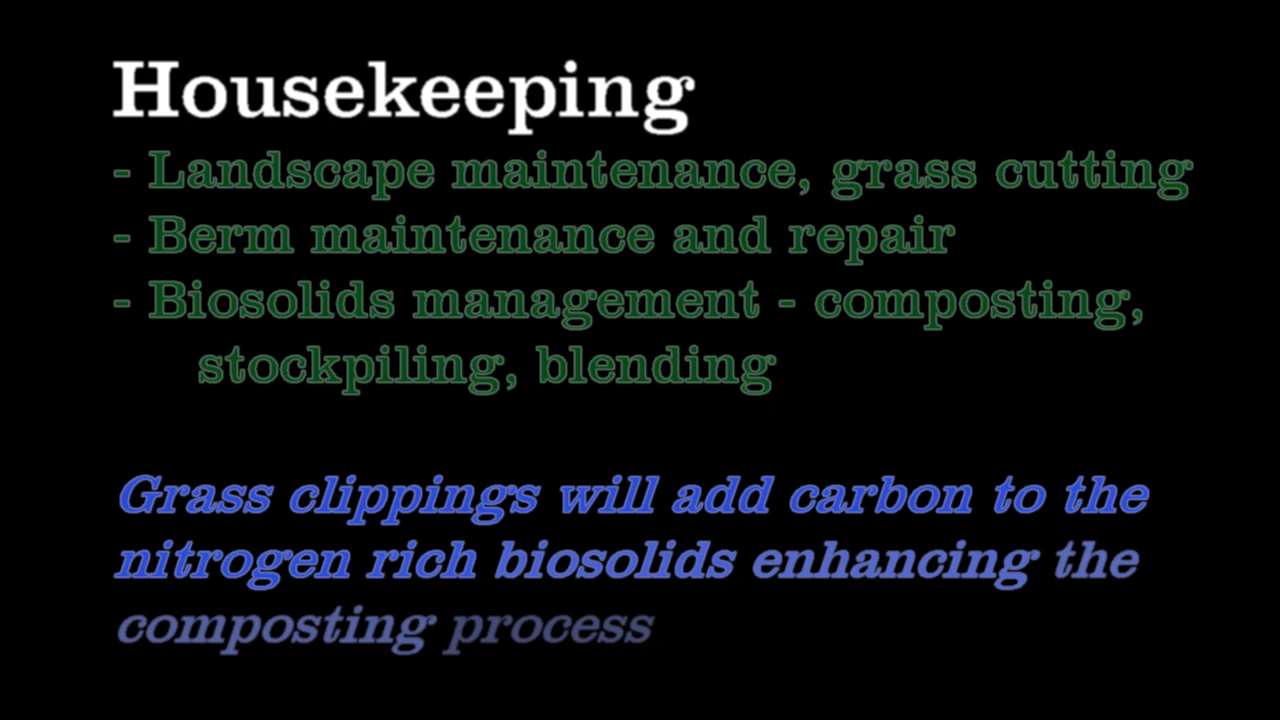 Housekeeping
- Landscape maintenance, grass cutting
- Berm maintenance and repair
- Biosolids management - composting,
stockpiling, blending
Grass clippings will add carbon to the
nitrogen rich biosolids enhancing the
composting process